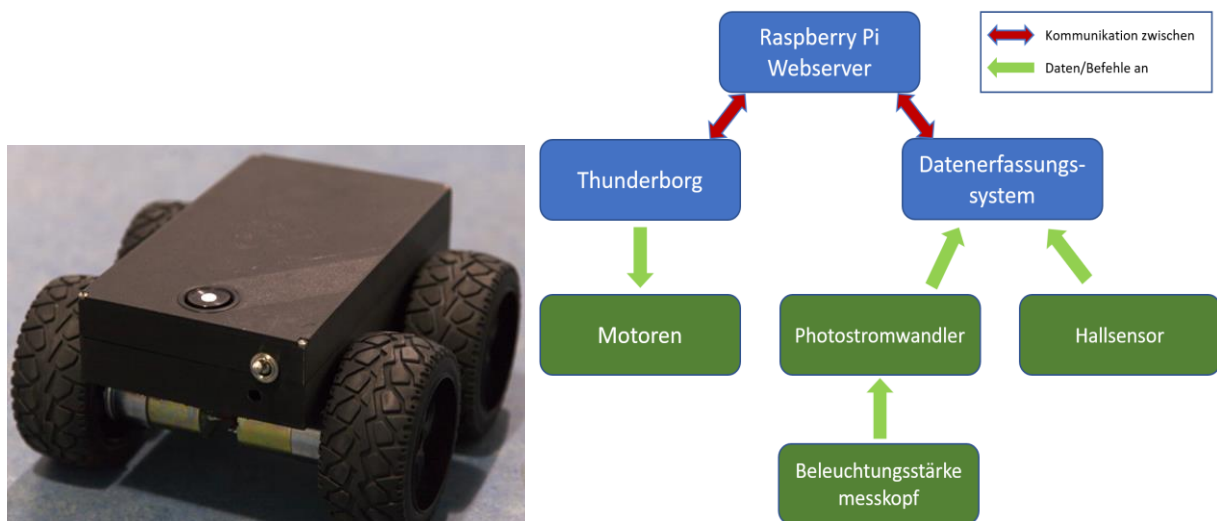 Raspberry Pi
Webserver
Kommunikation zwischen
Daten/Befehle an
Thunderborg
Datenerfassungs-
system
Motoren
Photostromwandler
Hallsensor
Beleuchtungsstärke
messkopf